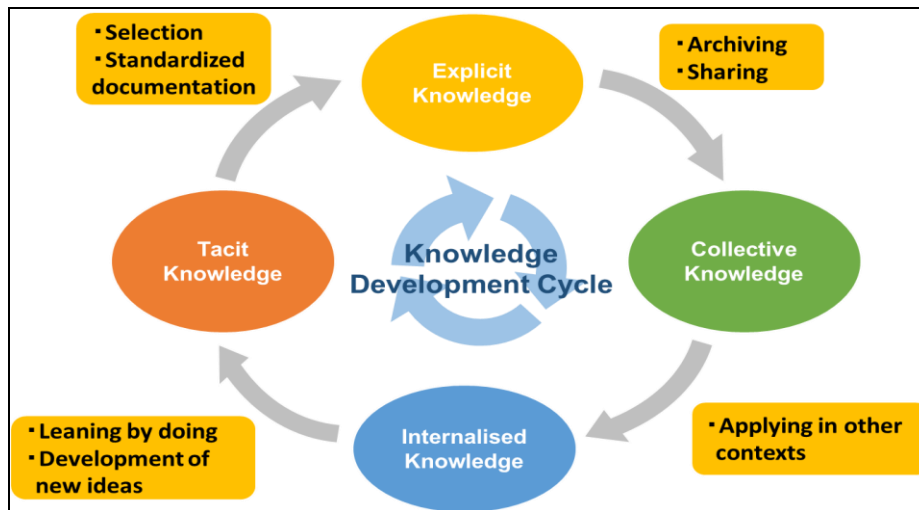 ・Selection
・Standardized
documentation
Explicit
Knowledge
・Archiving
・Sharing
Tacit
Knowledge
Knowledge
Development Cycle
Collective
Knowledge
・Leaning by doing
・Development of
new ideas
Internalised
Knowledge
・Applying in other
contexts